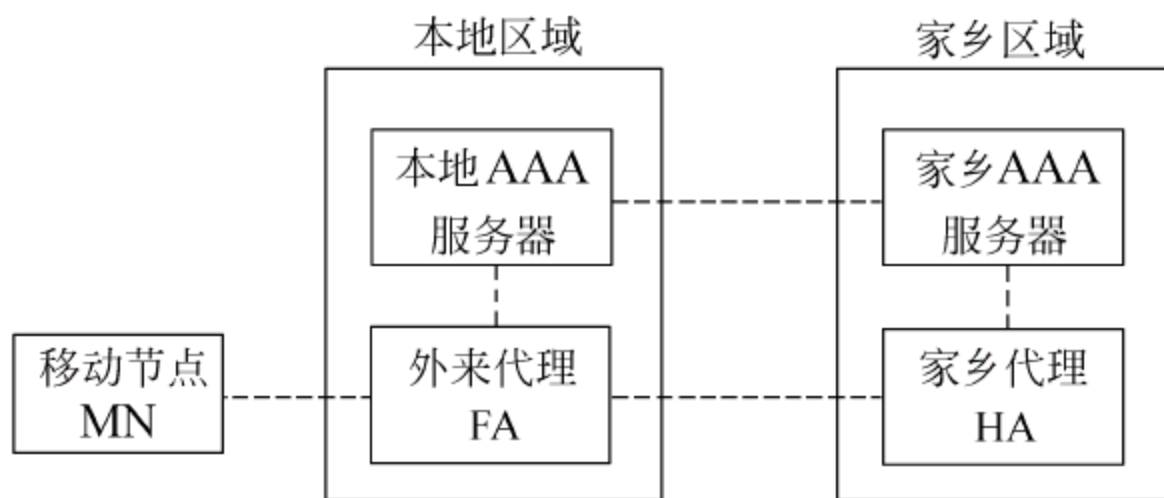 本地区域
家乡区域
本地AAA
服务器
家乡AAA
服务器
移动节点
MN
外来代理
FA
家乡代理
HA